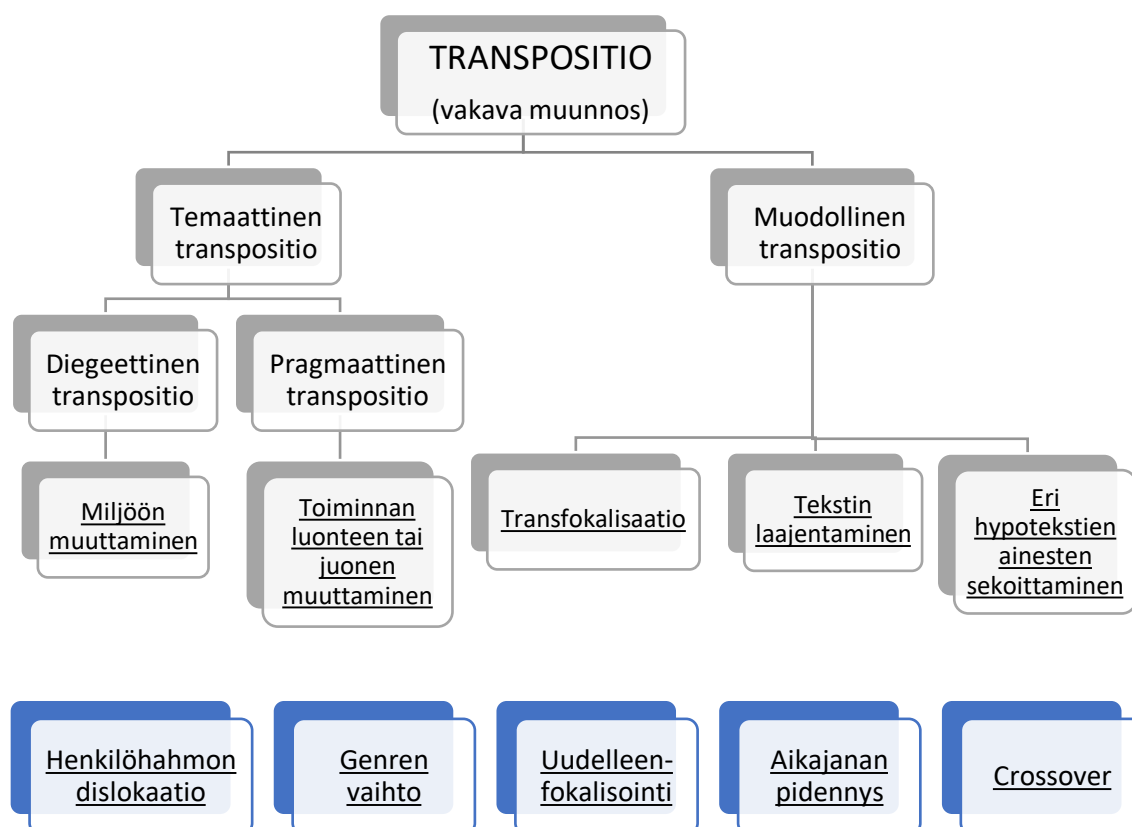 TRANSPOSITIO
(vakava muunnos)
Temaattinen
transpositio
Muodollinen
transpositio
Diegeettinen
transpositio
Pragmaattinen
transpositio
Miljöön
muuttaminen
Toiminnan
luonteen tai
juonen
muuttaminen
Transfokalisaatio
Tekstin
laajentaminen
Eri
hypotekstien
ainesten
sekoittaminen
Henkilöhahmon
dislokaatio
Genren
vaihto
Uudelleen-
fokalisointi
Aikajanan
pidennys
Crossover